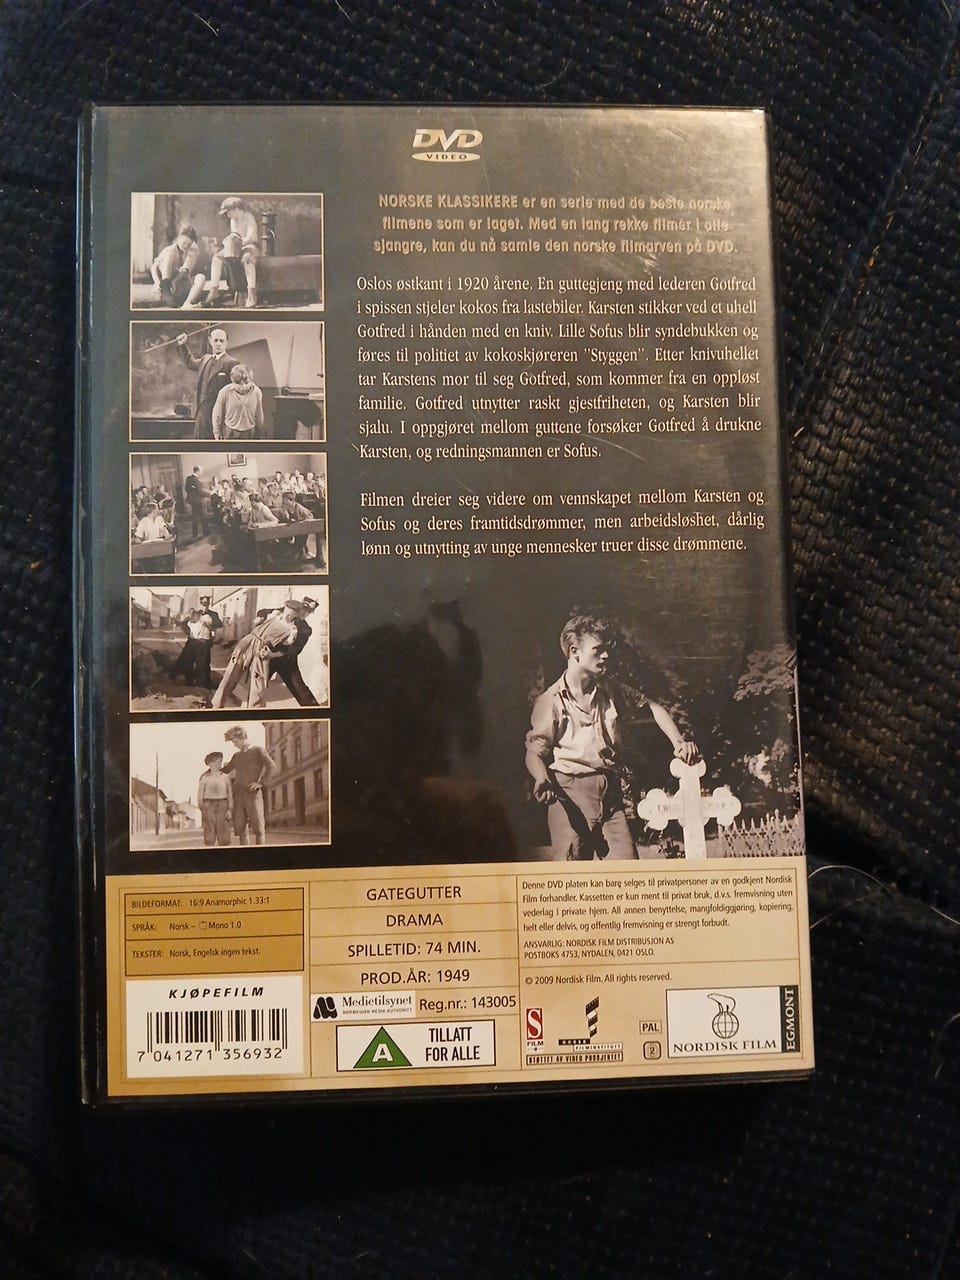 DVD
VIDEO
NORSKE KLASSIKERE er en serie med de beste norske
filmene som er laget. Med en lang rekke filmer i alle
sjangre, kan du nå samle den norske filmarven på DVD.
Oslos østkant i 1920 årene. En guttegjeng med lederen Gotfred
i spissen stjeler kokos fra lastebiler. Karsten stikker ved et uhell
Gotfred i hånden med en kniv. Lille Sofus blir syndebukken og
føres til politiet av kokoskjøreren "Styggen". Etter knivuhellet
tar Karstens mor til seg Gotfred, som kommer fra en oppløst
familie. Gotfred utnytter raskt gjestfriheten, og Karsten blir
sjalu. I oppgjøret mellom guttene forsøker Gotfred å drukne
Karsten, og redningsmannen er Sofus.
Filmen dreier seg videre om vennskapet mellom Karsten og
Sofus og deres framtidsdrømmer, men arbeidsløshet, dårlig
lønn og utnytting av unge mennesker truer disse drømmene.
BILDEFORMAT: 16:9 Anamorphic 1.33:1
SPRÅK: Norsk – Mono 1.0
TEKSTER: Norsk, Engelsk ingen tekst.
KJØPEFILM
7 041271 356932
GATEGUTTER
DRAMA
SPILLETID: 74 MIN.
PROD.ÅR: 1949
Medietilsynet
NORWEGIAN MEDIA AUTHORITY
Reg.nr.: 143005
A
TILLATT
FOR ALLE
Denne DVD platen kan bare selges til privatpersoner av en godkjent Nordisk
Film forhandler. Kassetten er kun ment til privat bruk, d.v.s. fremvisning uten
vederlag i private hjem. All annen benyttelse, mangfoldiggjøring, kopiering,
helt eller delvis, og offentlig fremvisning er strengt forbudt.
ANSVARLIG: NORDISK FILM DISTRIBUSJON AS
POSTBOKS 4753, NYDALEN, 0421 OSLO.
© 2009 Nordisk Film. All rights reserved.
S
FILM
NORSK
FILMINSTITUTT
STØTTET AV VIDEO PROSJEKTET
PAL
2
NORDISK FILM
EGMONT